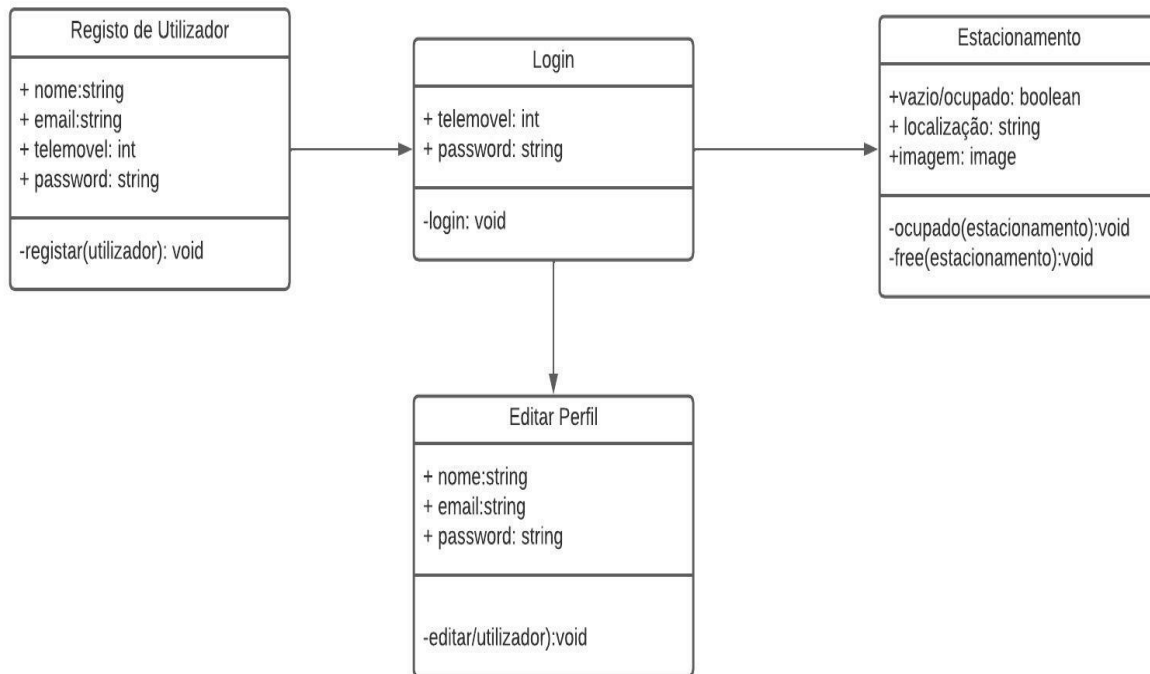 Registo de Utilizador
+ nome:string
+ email:string
+ telemovel: int
+ password: string
-registar(utilizador): void
Login
+ telemovel: int
+ password: string
-login: void
Estacionamento
+vazio/ocupado: boolean
+ localização: string
+imagem: image
-ocupado(estacionamento):void
-free(estacionamento):void
Editar Perfil
+ nome:string
+ email:string
+ password: string
-editar/utilizador):void